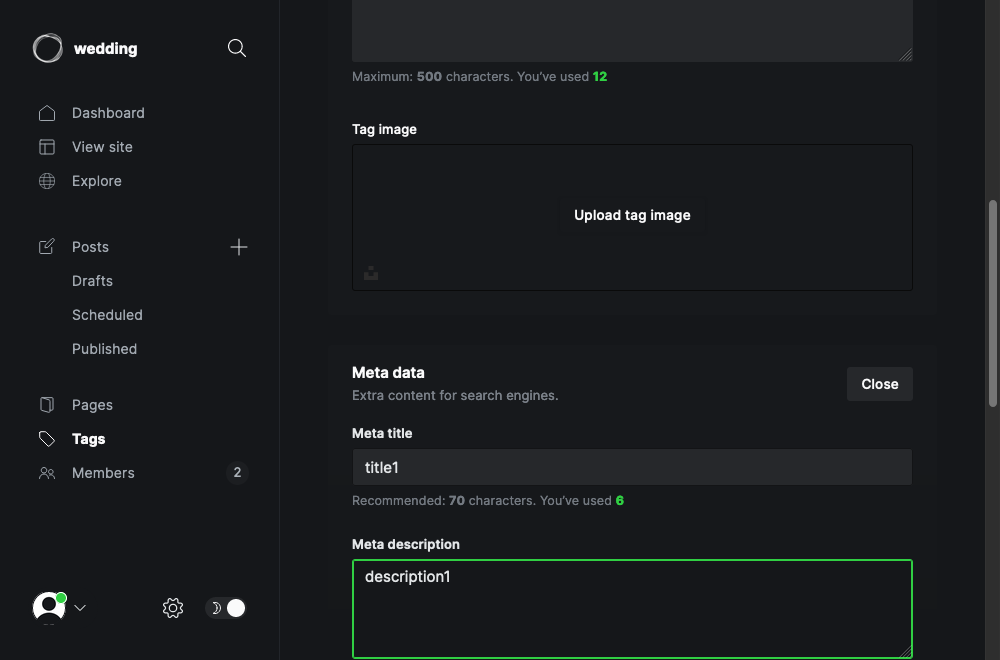 wedding
Dashboard
View site
Explore
Posts
Drafts
Scheduled
Published
Pages
Tags
Members 2
Maximum: 500 characters. You've used 12
Tag image
Upload tag image
Meta data
Extra content for search engines.
Close
Meta title
title1
Recommended: 70 characters. You've used 6
Meta description
description1